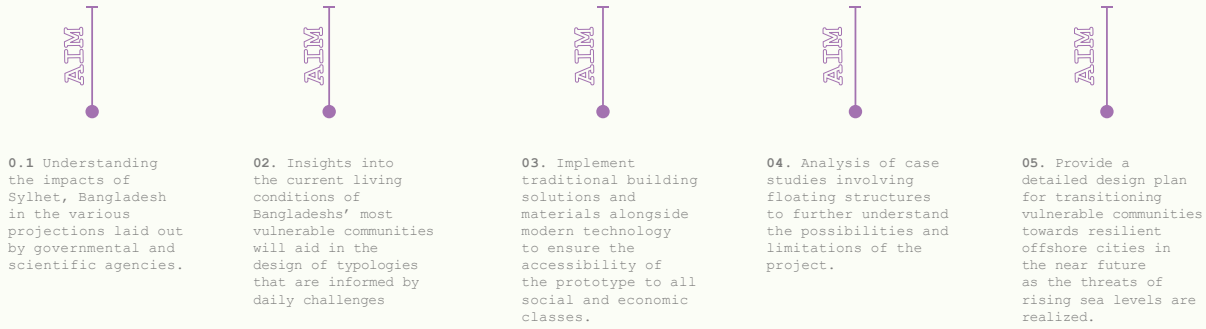 AIM
0.1 Understanding
the impacts of
Sylhet, Bangladesh
in the various
projections laid out
by governmental and
scientific agencies.
AIM
02. Insights into
the current living
conditions of
Bangladeshs’ most
vulnerable communities
will aid in the
design of typologies
that are informed by
daily challenges
AIM
03. Implement
traditional building
solutions and
materials alongside
modern technology
to ensure the
accessibility of
the prototype to all
social and economic
classes.
AIM
04. Analysis of case
studies involving
floating structures
to further understand
the possibilities and
limitations of the
project.
AIM
05. Provide a
detailed design plan
for transitioning
vulnerable communities
towards resilient
offshore cities in
the near future
as the threats of
rising sea levels are
realized.